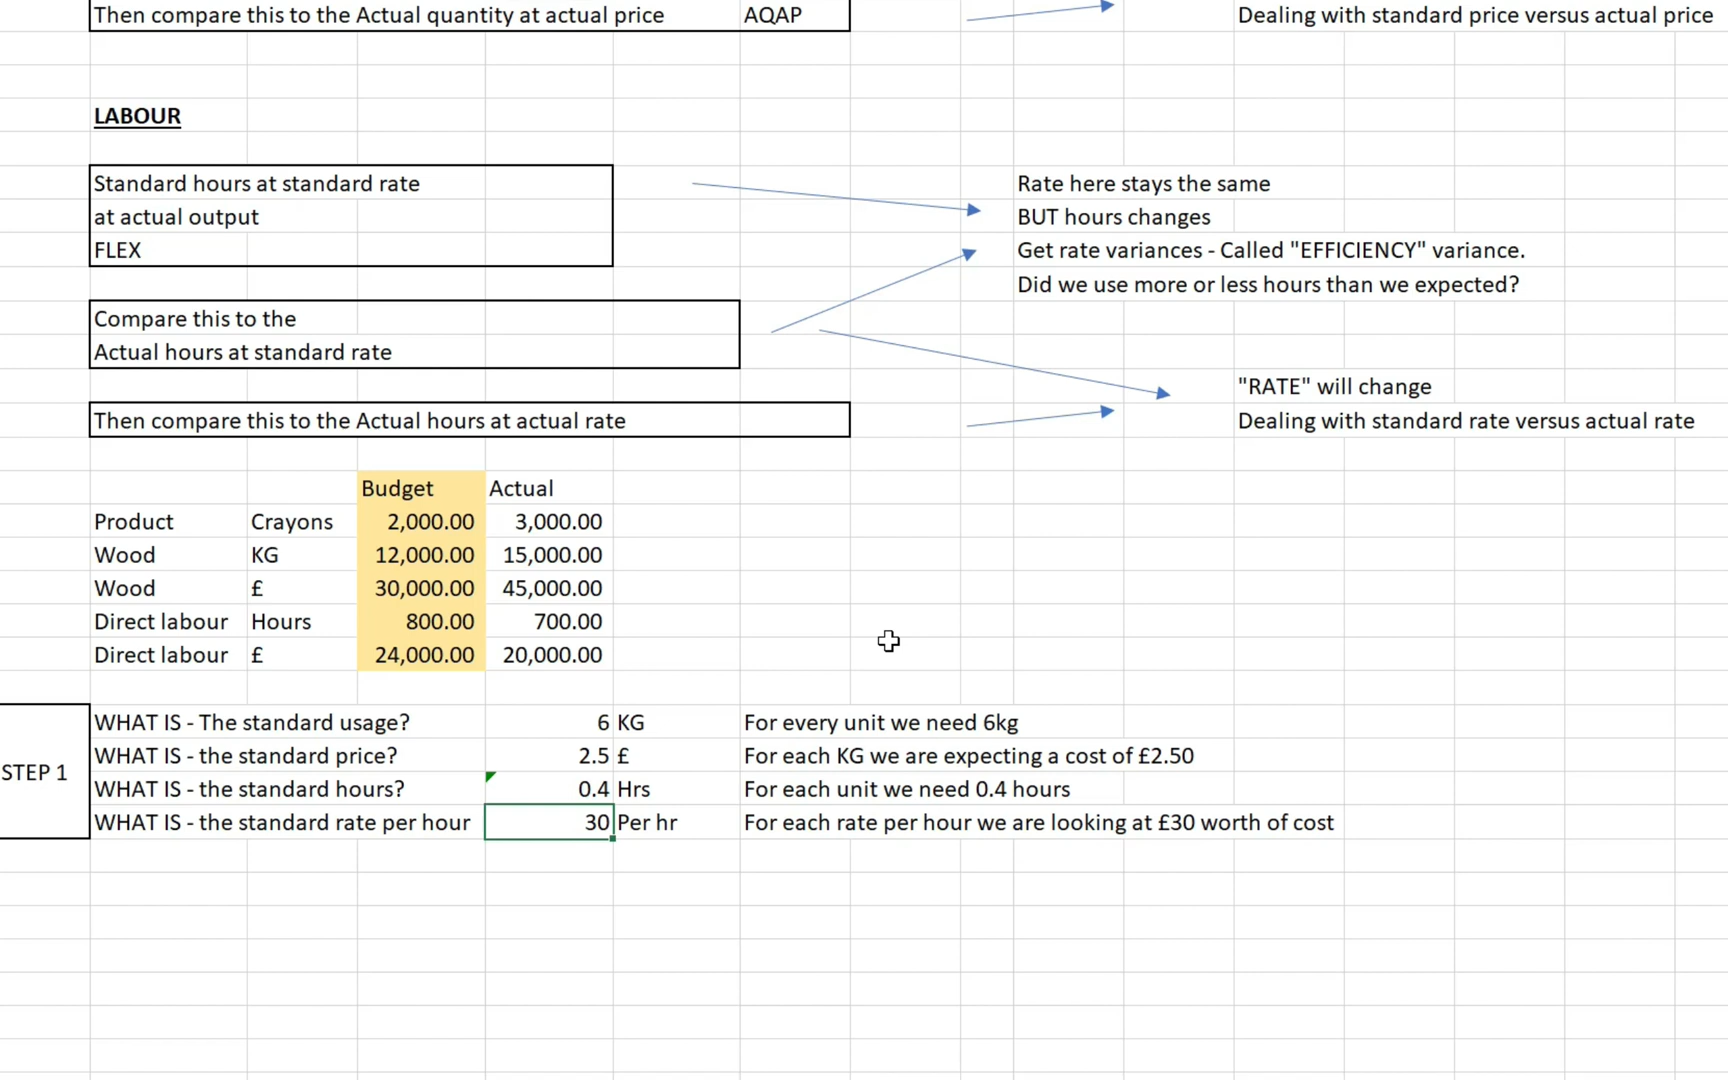 Then compare this to the Actual quantity at actual price AQAP Dealing with standard price versus actual price
LABOUR
Standard hours at standard rate Rate here stays the same
at actual output BUT hours changes
FLEX Get rate variances - Called "EFFICIENCY" variance.
Did we use more or less hours than we expected?
Compare this to the
Actual hours at standard rate
"RATE" will change
Then compare this to the Actual hours at actual rate Dealing with standard rate versus actual rate
Budget Actual
Product Crayons 2,000.00 3,000.00
Wood KG 12,000.00 15,000.00
Wood £ 30,000.00 45,000.00
Direct labour Hours 800.00 700.00
Direct labour £ 24,000.00 20,000.00
WHAT IS - The standard usage? 6 KG For every unit we need 6kg
WHAT IS - the standard price? 2.5 £ For each KG we are expecting a cost of £2.50
STEP 1
WHAT IS - the standard hours? 0.4 Hrs For each unit we need 0.4 hours
WHAT IS - the standard rate per hour 30 Per hr For each rate per hour we are looking at £30 worth of cost